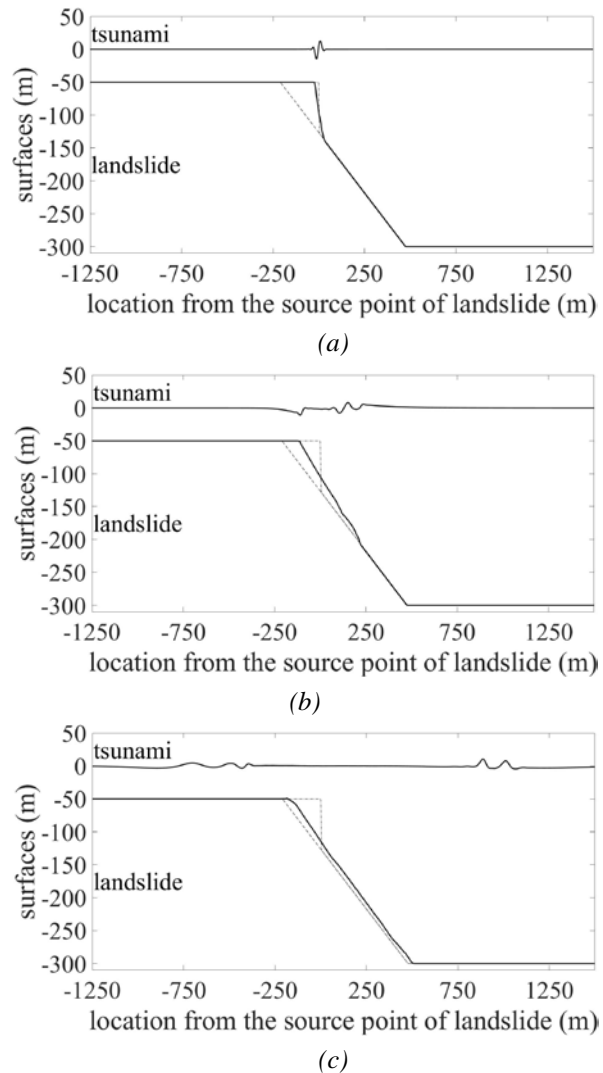 50
tsunami
0
-50
-100
-150
landslide
-200
-250
-300
surfaces (m)
-1250 -750 -250 250 750 1250
location from the source point of landslide (m)
(a)
50
tsunami
0
-50
-100
-150
landslide
-200
-250
-300
surfaces (m)
-1250 -750 -250 250 750 1250
location from the source point of landslide (m)
(b)
50
tsunami
0
-50
-100
-150
landslide
-200
-250
-300
surfaces (m)
-1250 -750 -250 250 750 1250
location from the source point of landslide (m)
(c)